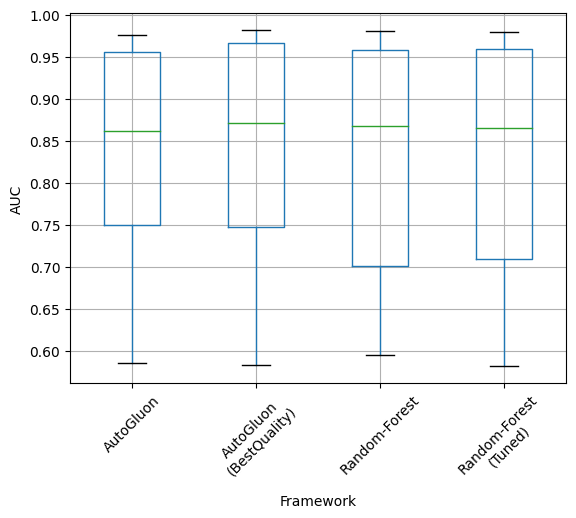 1.00
0.95
0.90
0.85
0.80
0.75
0.70
0.65
0.60
AUC
AutoGluon
AutoGluon
(BestQuality)
Random-Forest
Random-Forest
(Tuned)
Framework